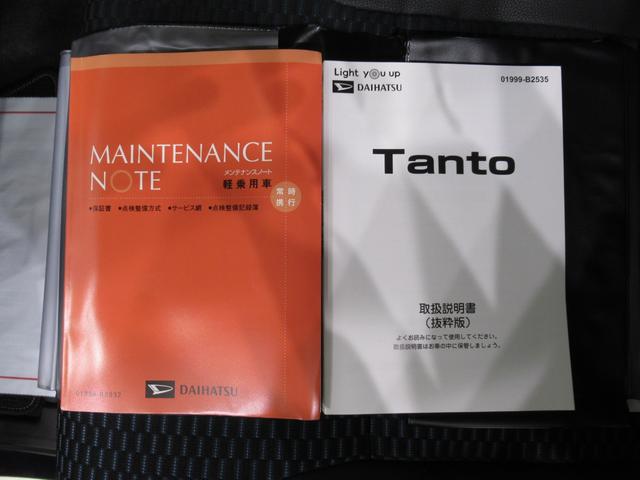 MAINTENANCE
NOTE
メンテナンスノート
軽乗用車
常時
携行
●保証書 ●点検整備方式 ●サービス網 ●点検整備記録簿
DAIHATSU
Light you up
DAIHATSU
01999-B2535
Tanto
取扱説明書
(抜粋版)
よくお読みになって使用してください。
取扱説明書はお車の中に保管しましょう。